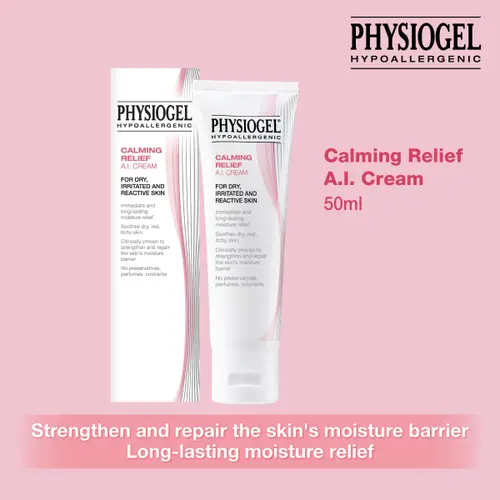 PHYSIOGEL
HYPOALLERGENIC
PHYSIOGEL
HYPOALLERGENIC
CALMING
RELIEF
A.I. CREAM
FOR DRY,
IRRITATED AND
REACTIVE SKIN
Immediate and
long-lasting
moisture relief
Soothes dry, red,
itchy skin
Clinically proven to
strengthen and repair
the skin's moisture
barrier
No preservatives,
perfumes, colorants
PHYSIOGEL®
HYPOALLERGENIC
CALMING
RELIEF
A.I. CREAM
FOR DRY,
IRRITATED AND
REACTIVE SKIN
Immediate and
long-lasting
moisture relief
Soothes dry, red,
itchy skin
Clinically proven to
strengthen and repair
the skin's moisture
barrier
No preservatives,
perfumes, colorants
Calming Relief
A.I. Cream
50ml
Strengthen and repair the skin's moisture barrier
Long-lasting moisture relief